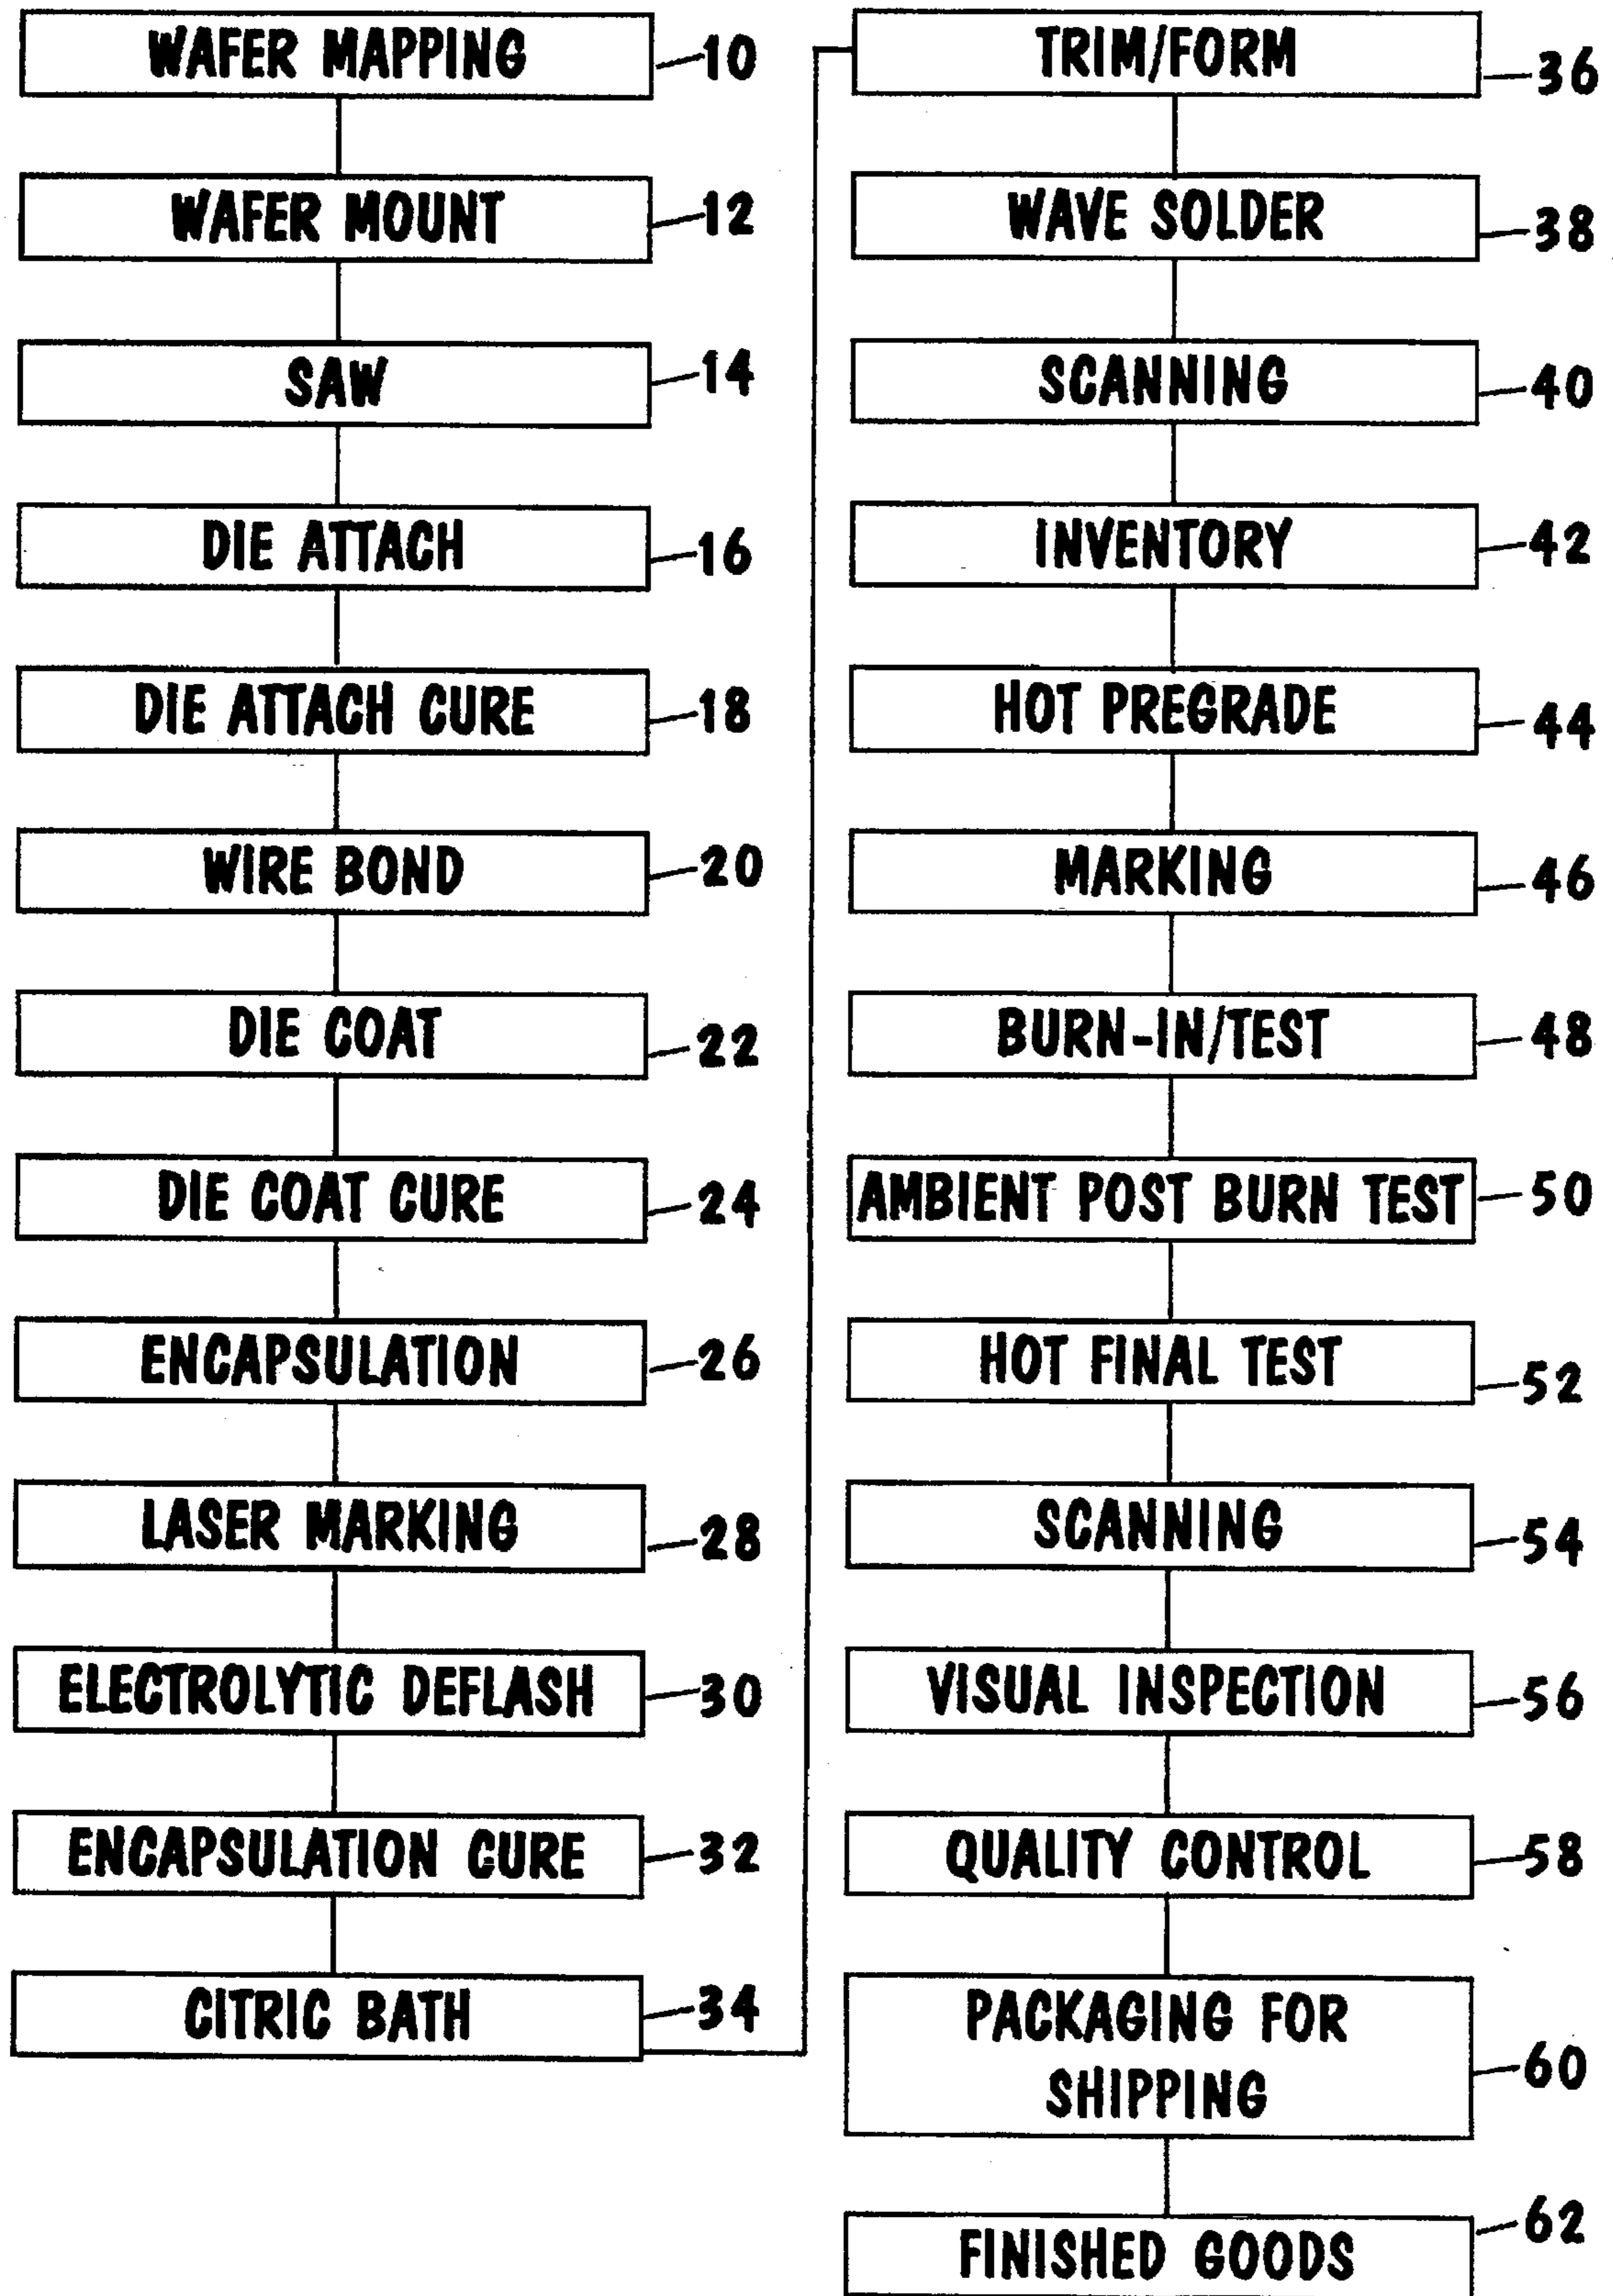 WAFER MAPPING 10
WAFER MOUNT 12
SAW 14
DIE ATTACH 16
DIE ATTACH CURE 18
WIRE BOND 20
DIE COAT 22
DIE COAT CURE 24
ENCAPSULATION 26
LASER MARKING 28
ELECTROLYTIC DEFLASH 30
ENCAPSULATION CURE 32
CITRIC BATH 34
TRIM/FORM 36
WAVE SOLDER 38
SCANNING 40
INVENTORY 42
HOT PREGRADE 44
MARKING 46
BURN-IN/TEST 48
AMBIENT POST BURN TEST 50
HOT FINAL TEST 52
SCANNING 54
VISUAL INSPECTION 56
QUALITY CONTROL 58
PACKAGING FOR
SHIPPING 60
FINISHED GOODS 62